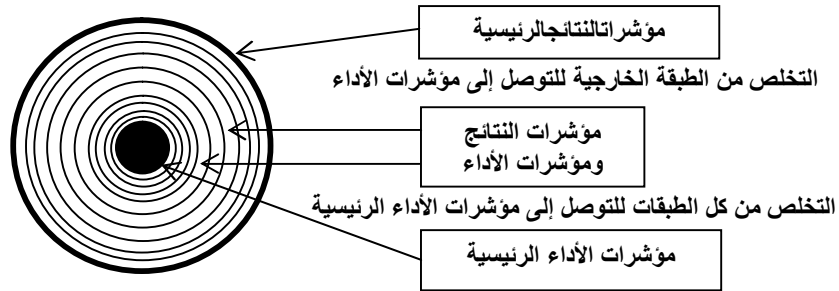 مؤشراتالنتائجالرئيسية
التخلص من الطبقة الخارجية للتوصل إلى مؤشرات الأداء
مؤشرات النتائج
ومؤشرات الأداء
التخلص من كل الطبقات للتوصل إلى مؤشرات الأداء الرئيسية
مؤشرات الأداء الرئيسية